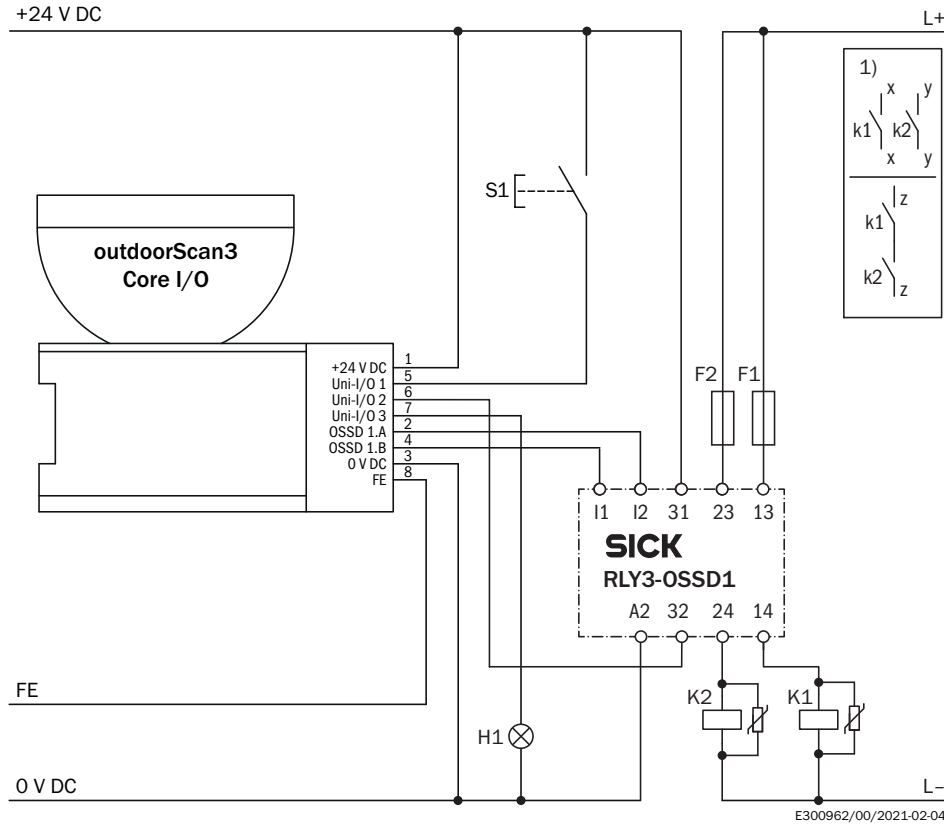 +24 V DC
L+
1)
x
y
k1
k2
x
y
z
k1
k2
z
S1
outdoorScan3
Core I/O
+24 V DC
1
Uni-I/O 1
5
Uni-I/O 2
6
Uni-I/O 3
7
OSSD 1.A
2
OSSD 1.B
4
0 V DC
3
FE
8
F2
F1
I1
I2
31
23
13
SICK
RLY3-OSSD1
A2
32
24
14
FE
K2
K1
H1
0 V DC
L–
E300962/00/2021-02-04